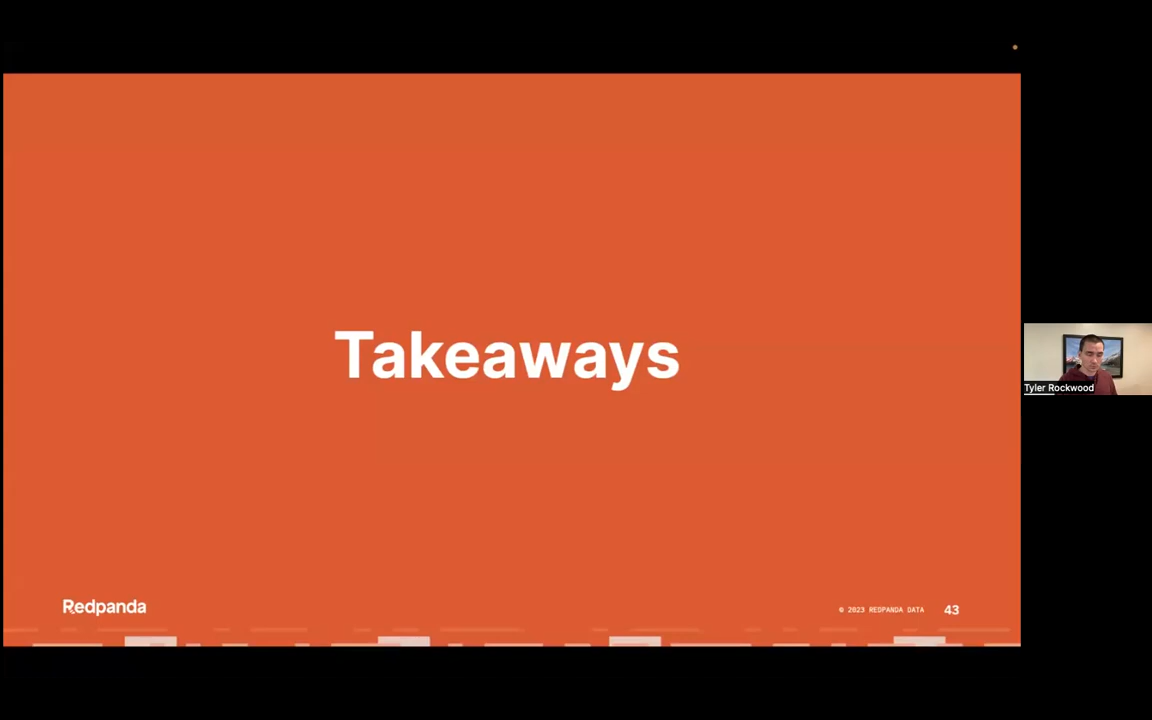 Takeaways
Tyler Rockwood
Redpanda
© 2023 REDPANDA DATA
43